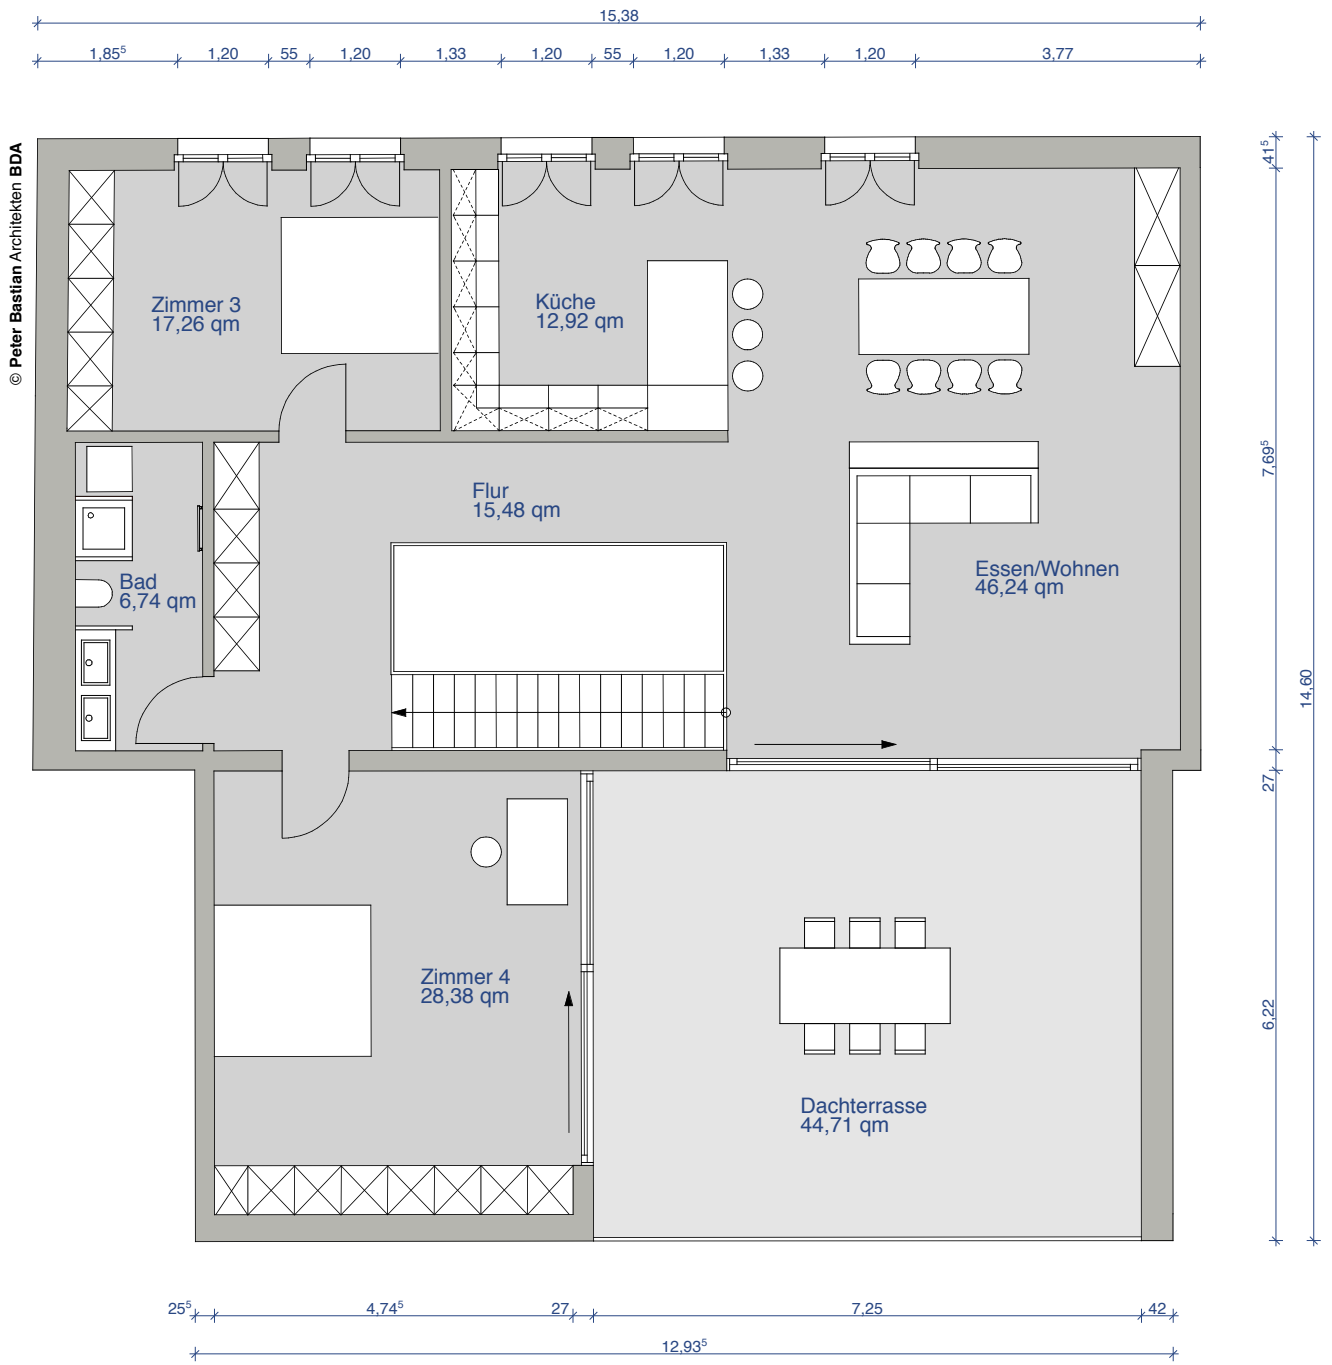 15,38
1,85⁵ 1,20 55 1,20 1,33 1,20 55 1,20 1,33 1,20 3,77
© Peter Bastian Architekten BDA
41⁵
7,69⁵
27
6,22
14,60
Zimmer 3
17,26 qm
Küche
12,92 qm
Flur
15,48 qm
Bad
6,74 qm
Essen/Wohnen
46,24 qm
Zimmer 4
28,38 qm
Dachterrasse
44,71 qm
25⁵ 4,74⁵ 27 7,25 42
12,93⁵